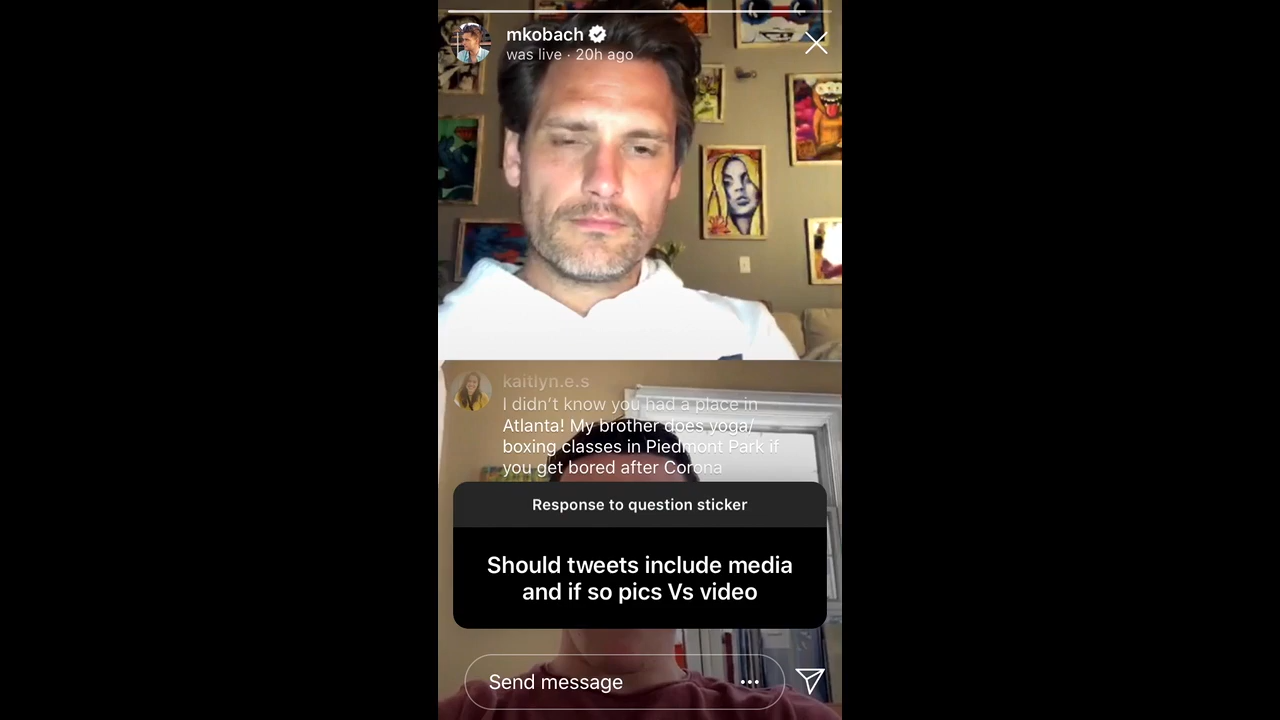 mkobach
was live · 20h ago
kaitlyn.e.s
I didn’t know you had a place in
Atlanta! My brother does yoga/
boxing classes in Piedmont Park if
you get bored after Corona
Response to question sticker
Should tweets include media
and if so pics Vs video
Send message